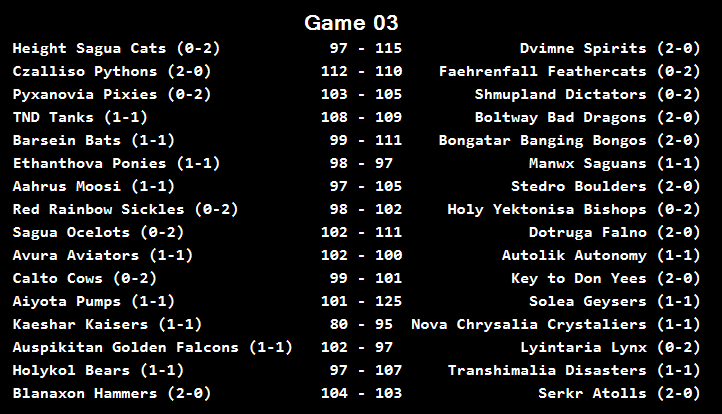 Game 03
Height Sagua Cats (0-2) 97 - 115 Dvimne Spirits (2-0)
Czalliso Pythons (2-0) 112 - 110 Faehrenfall Feathercats (0-2)
Pyxanovia Pixies (0-2) 103 - 105 Shmupland Dictators (0-2)
TND Tanks (1-1) 108 - 109 Boltway Bad Dragons (2-0)
Barsein Bats (1-1) 99 - 111 Bongatar Banging Bongos (2-0)
Ethanthova Ponies (1-1) 98 - 97 Manwx Saguans (1-1)
Aahrus Moosi (1-1) 97 - 105 Stedro Boulders (2-0)
Red Rainbow Sickles (0-2) 98 - 102 Holy Yektonisa Bishops (0-2)
Sagua Ocelots (0-2) 102 - 111 Dotruga Falno (2-0)
Avura Aviators (1-1) 102 - 100 Autolik Autonomy (1-1)
Calto Cows (0-2) 99 - 101 Key to Don Yees (2-0)
Aiyota Pumps (1-1) 101 - 125 Solea Geysers (1-1)
Kaeshar Kaisers (1-1) 80 - 95 Nova Chrysalia Crystaliers (1-1)
Auspikitan Golden Falcons (1-1) 102 - 97 Lyintaria Lynx (0-2)
Holykol Bears (1-1) 97 - 107 Transhimalia Disasters (1-1)
Blanaxon Hammers (2-0) 104 - 103 Serkr Atolls (2-0)